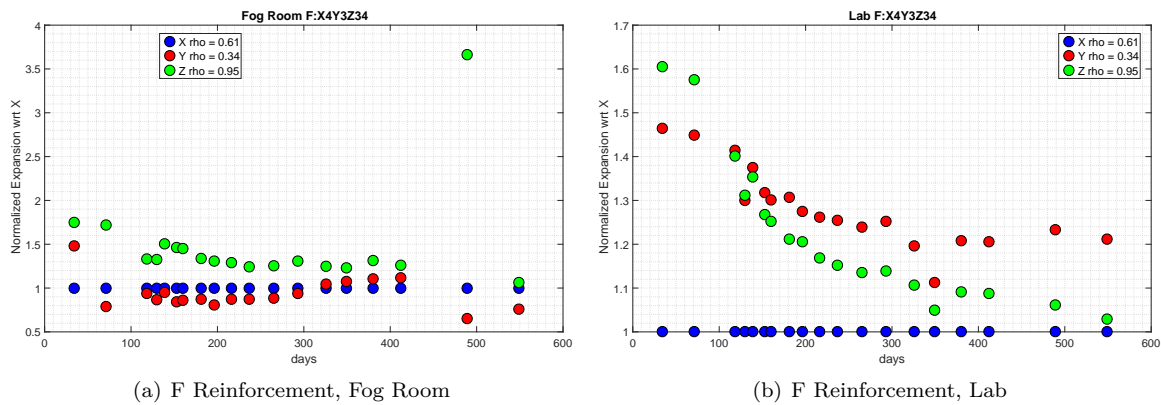 Fog Room F:X4Y3Z34
4
3.5
3
2.5
2
1.5
1
0.5
Normalized Expansion wrt X
X rho = 0.61
Y rho = 0.34
Z rho = 0.95
0 100 200 300 400 500 600
days
(a) F Reinforcement, Fog Room
Lab F:X4Y3Z34
1.7
1.6
1.5
1.4
1.3
1.2
1.1
1
Normalized Expansion wrt X
X rho = 0.61
Y rho = 0.34
Z rho = 0.95
0 100 200 300 400 500 600
days
(b) F Reinforcement, Lab